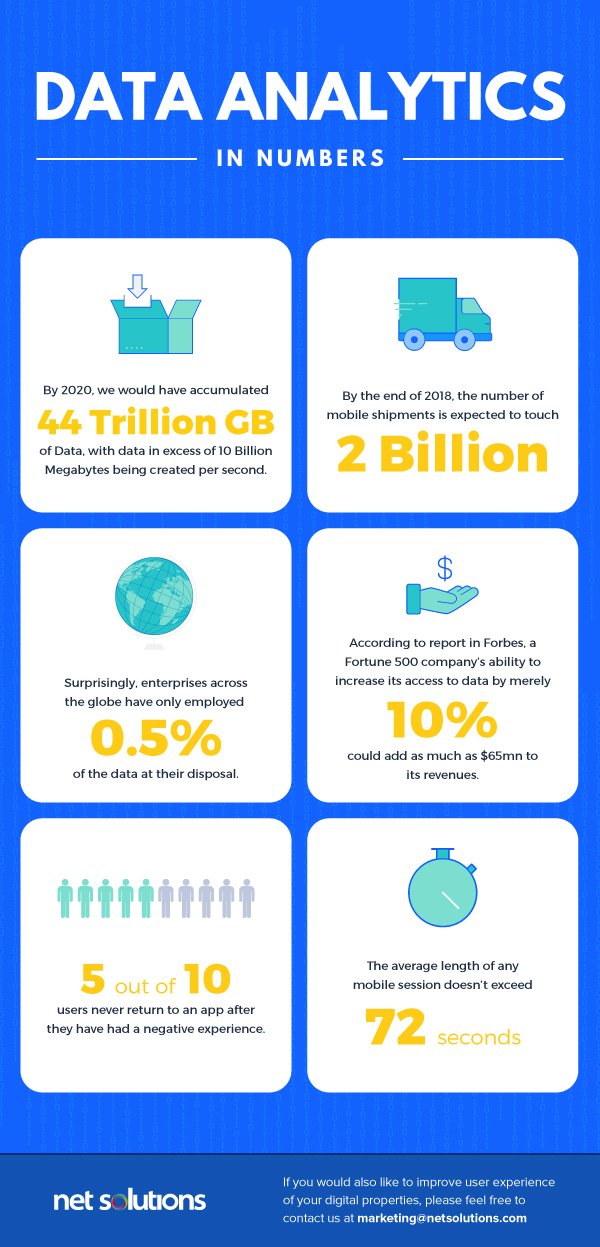 DATA ANALYTICS
IN NUMBERS
By 2020, we would have accumulated
44 Trillion GB
of Data, with data in excess of 10 Billion
Megabytes being created per second.
By the end of 2018, the number of
mobile shipments is expected to touch
2 Billion
Surprisingly, enterprises across
the globe have only employed
0.5%
of the data at their disposal.
$
According to report in Forbes, a
Fortune 500 company's ability to
increase its access to data by merely
10%
could add as much as $65mn to
its revenues.
5 out of 10
users never return to an app after
they have had a negative experience.
The average length of any
mobile session doesn't exceed
72 seconds
net solutions
If you would also like to improve user experience
of your digital properties, please feel free to
contact us at marketing@netsolutions.com